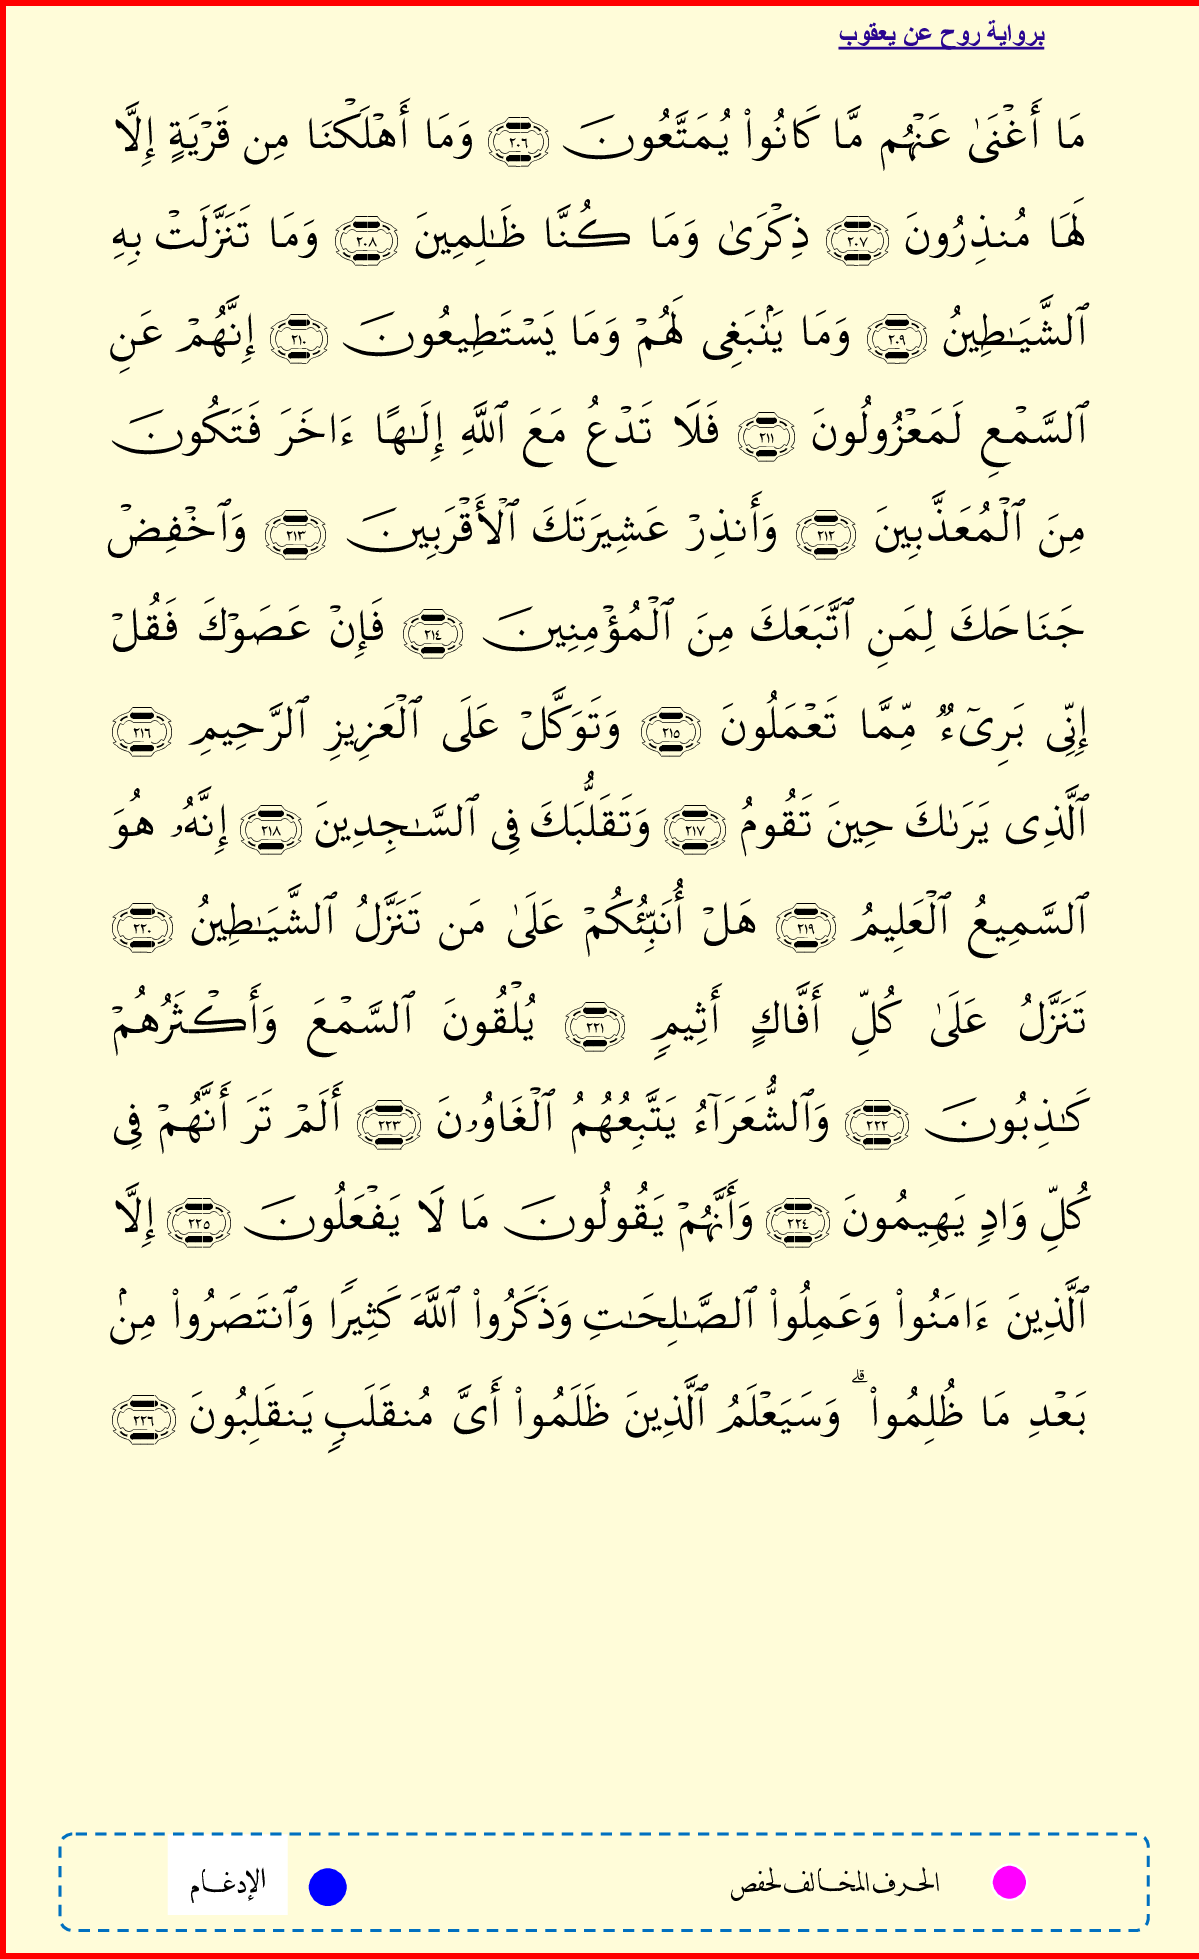 برواية روح عن يعقوب
مَا أَغْنَىٰ عَنْهُم مَّا كَانُوا۟ يُمَتَّعُونَ ٢٠٦ وَمَا أَهْلَكْنَا مِن قَرْيَةٍ إِلَّا
لَهَا مُنذِرُونَ ٢٠٧ ذِكْرَىٰ وَمَا كُنَّا ظَـٰلِمِينَ ٢٠٨ وَمَا تَنَزَّلَتْ بِهِ
ٱلشَّيَـٰطِينُ ٢٠٩ وَمَا يَنۢبَغِى لَهُمْ وَمَا يَسْتَطِيعُونَ ٢١٠ إِنَّهُمْ عَنِ
ٱلسَّمْعِ لَمَعْزُولُونَ ٢١١ فَلَا تَدْعُ مَعَ ٱللَّهِ إِلَـٰهًا ءَاخَرَ فَتَكُونَ
مِنَ ٱلْمُعَذَّبِينَ ٢١٢ وَأَنذِرْ عَشِيرَتَكَ ٱلْأَقْرَبِينَ ٢١٣ وَٱخْفِضْ
جَنَاحَكَ لِمَنِ ٱتَّبَعَكَ مِنَ ٱلْمُؤْمِنِينَ ٢١٤ فَإِنْ عَصَوْكَ فَقُلْ
إِنِّى بَرِىٓءٌ مِّمَّا تَعْمَلُونَ ٢١٥ وَتَوَكَّلْ عَلَى ٱلْعَزِيزِ ٱلرَّحِيمِ ٢١٦
ٱلَّذِى يَرَىٰكَ حِينَ تَقُومُ ٢١٧ وَتَقَلُّبَكَ فِى ٱلسَّـٰجِدِينَ ٢١٨ إِنَّهُۥ هُوَ
ٱلسَّمِيعُ ٱلْعَلِيمُ ٢١٩ هَلْ أُنَبِّئُكُمْ عَلَىٰ مَن تَنَزَّلُ ٱلشَّيَـٰطِينُ ٢٢٠
تَنَزَّلُ عَلَىٰ كُلِّ أَفَّاكٍ أَثِيمٍ ٢٢١ يُلْقُونَ ٱلسَّمْعَ وَأَكْثَرُهُمْ
كَـٰذِبُونَ ٢٢٢ وَٱلشُّعَرَآءُ يَتَّبِعُهُمُ ٱلْغَاوُۥنَ ٢٢٣ أَلَمْ تَرَ أَنَّهُمْ فِى
كُلِّ وَادٍ يَهِيمُونَ ٢٢٤ وَأَنَّهُمْ يَقُولُونَ مَا لَا يَفْعَلُونَ ٢٢٥ إِلَّا
ٱلَّذِينَ ءَامَنُوا۟ وَعَمِلُوا۟ ٱلصَّـٰلِحَـٰتِ وَذَكَرُوا۟ ٱللَّهَ كَثِيرًا وَٱنتَصَرُوا۟ مِنۢ
بَعْدِ مَا ظُلِمُوا۟ ۗ وَسَيَعْلَمُ ٱلَّذِينَ ظَلَمُوا۟ أَىَّ مُنقَلَبٍ يَنقَلِبُونَ ٢٢٦
الحرف المخالف لحفص
الإدغام